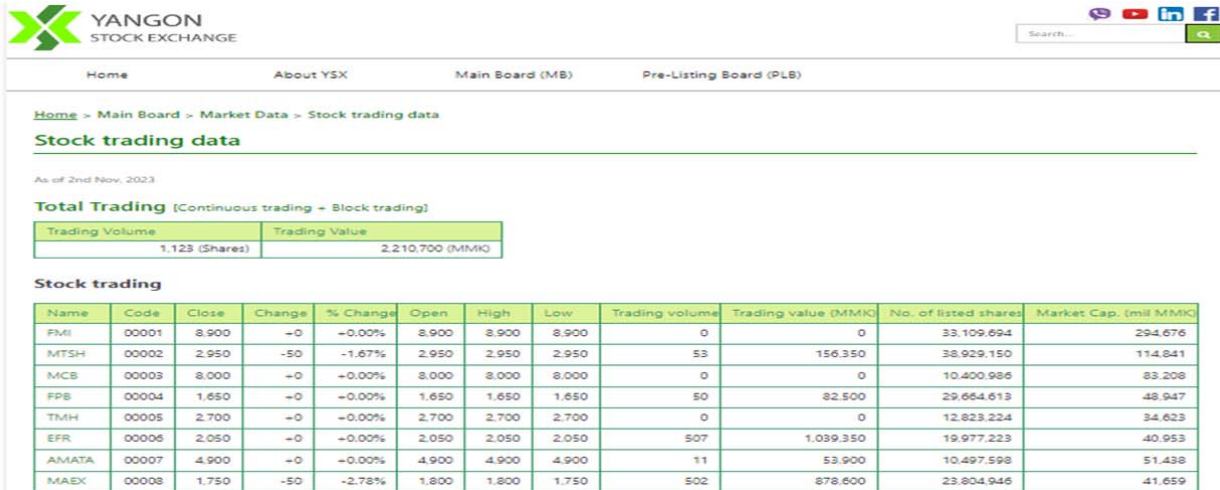 YANGON
STOCK EXCHANGE
Search...
Home About YSX Main Board (MB) Pre-Listing Board (PLB)
Home > Main Board > Market Data > Stock trading data
Stock trading data
As of 2nd Nov, 2023
Total Trading [Continuous trading + Block trading]
Trading Volume Trading Value
1,123 (Shares) 2,210,700 (MMK)
Stock trading
Name Code Close Change % Change Open High Low Trading volume Trading value (MMK) No. of listed shares Market Cap. (mil MMK)
FMI 00001 8,900 +0 +0.00% 8,900 8,900 8,900 0 0 33,109,694 294,676
MTSH 00002 2,950 -50 -1.67% 2,950 2,950 2,950 53 156,350 38,929,150 114,841
MCB 00003 8,000 +0 +0.00% 8,000 8,000 8,000 0 0 10,400,986 83,208
FPB 00004 1,650 +0 +0.00% 1,650 1,650 1,650 50 82,500 29,664,613 48,947
TMH 00005 2,700 +0 +0.00% 2,700 2,700 2,700 0 0 12,823,224 34,623
EFR 00006 2,050 +0 +0.00% 2,050 2,050 2,050 507 1,039,350 19,977,223 40,953
AMATA 00007 4,900 +0 +0.00% 4,900 4,900 4,900 11 53,900 10,497,598 51,438
MAEX 00008 1,750 -50 -2.78% 1,800 1,800 1,750 502 878,600 23,804,946 41,659